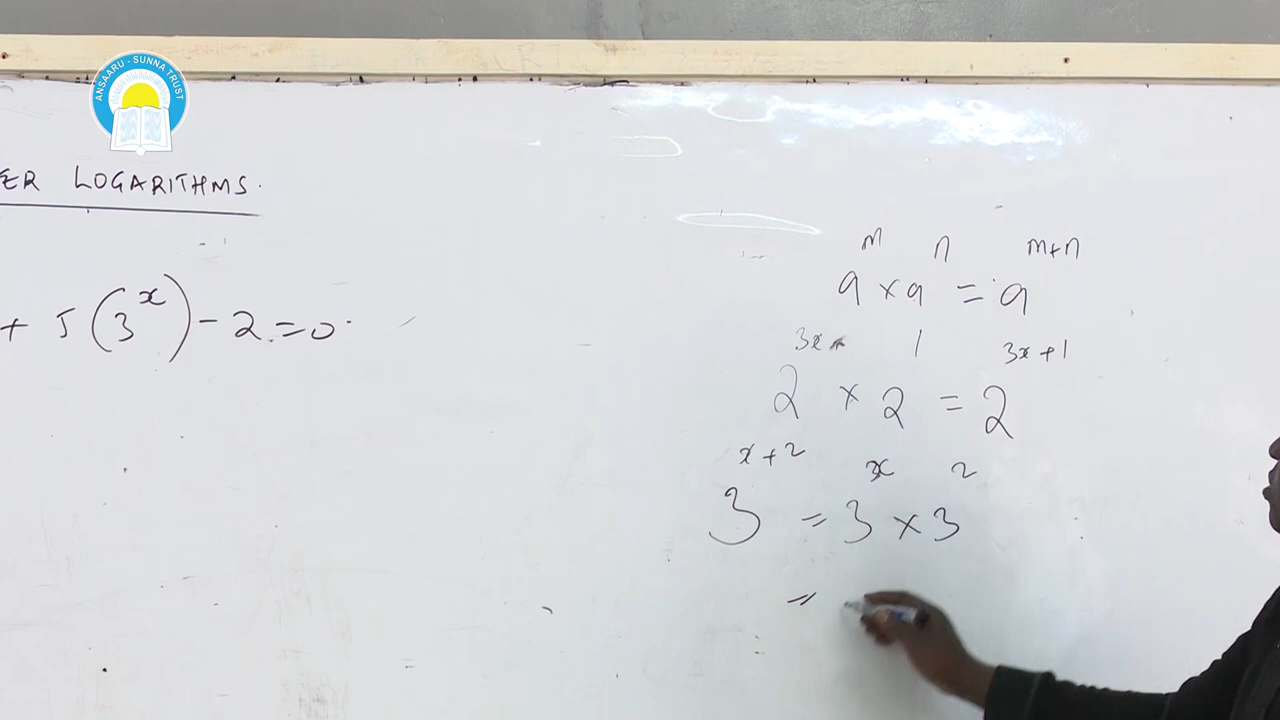 ANSAARU - SUNNA TRUST
ER LOGARITHMS.
+ 5(3^x) - 2 = 0
a^m × a^n = a^{m+n}
2^{3x} × 2^1 = 2^{3x+1}
3^{x+2} = 3^x × 3^2
=